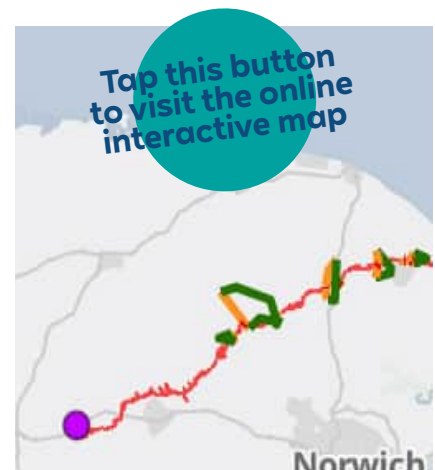 Tap this button
to visit the online
interactive map
Norwich